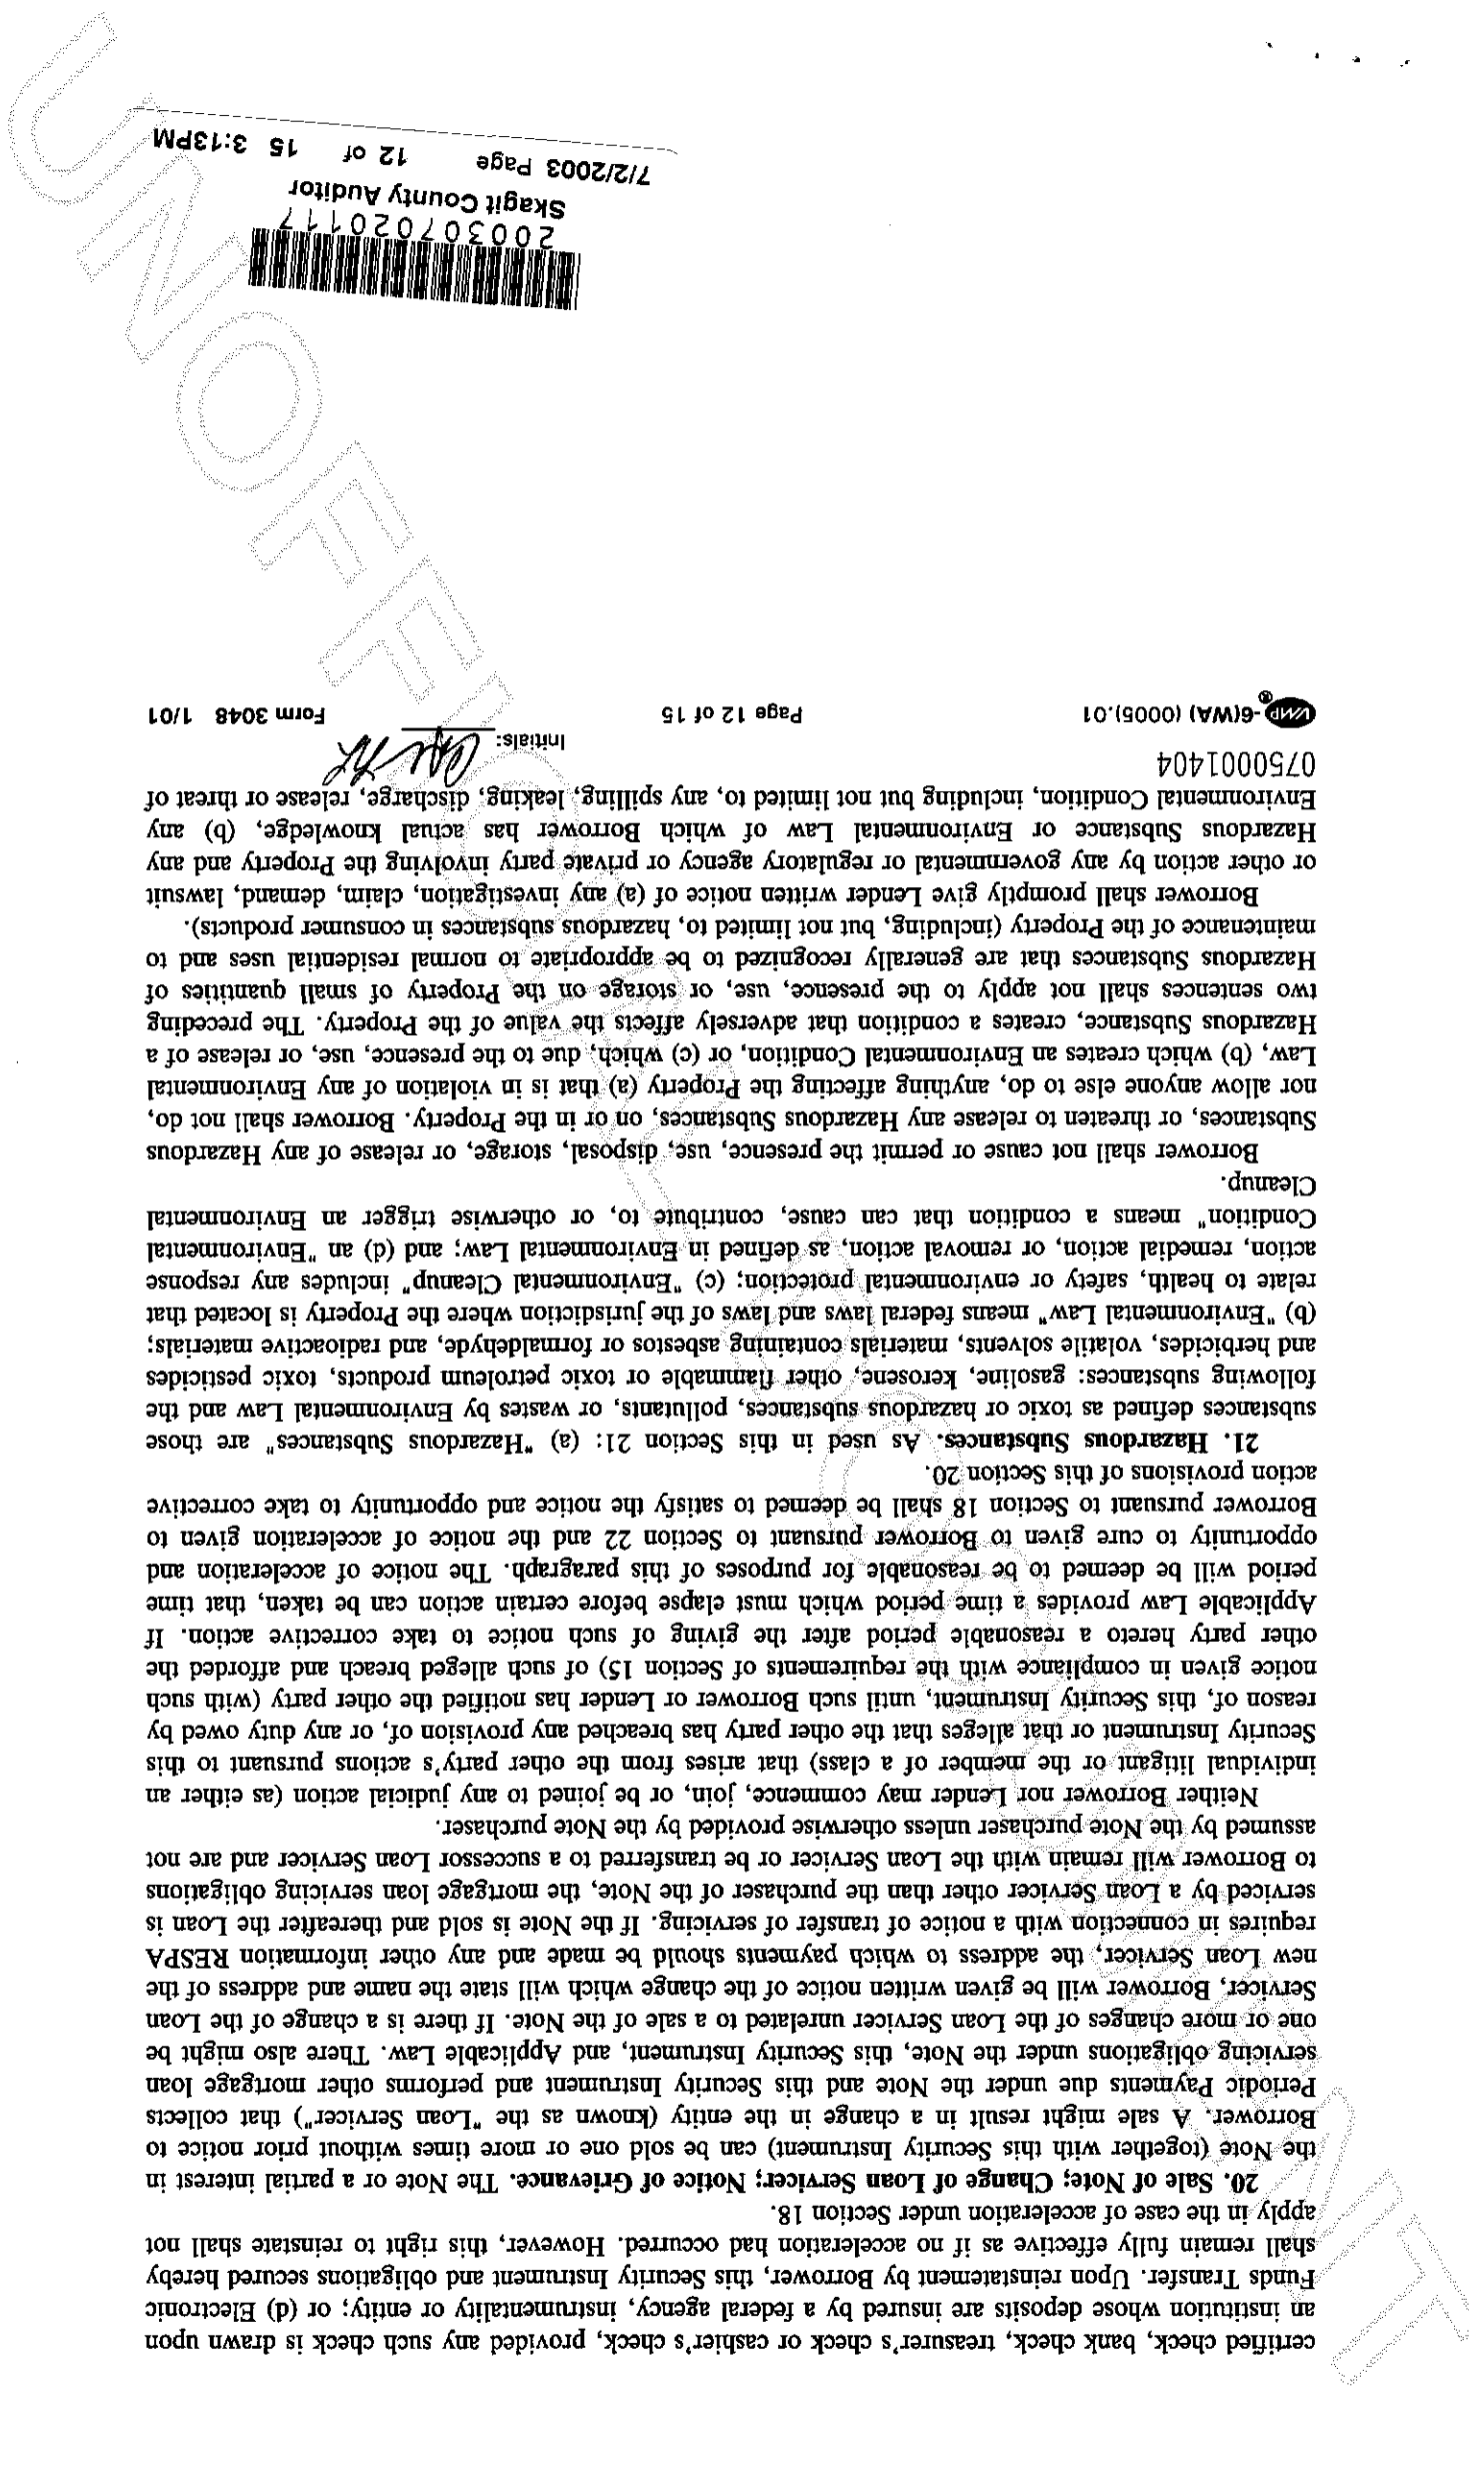 certified check, bank check, treasurer's check or cashier's check, provided any such check is drawn upon
an institution whose deposits are insured by a federal agency, instrumentality or entity; or (d) Electronic
Funds Transfer. Upon reinstatement by Borrower, this Security Instrument and obligations secured hereby
shall remain fully effective as if no acceleration had occurred. However, this right to reinstate shall not
apply in the case of acceleration under Section 18.
20. Sale of Note; Change of Loan Servicer; Notice of Grievance. The Note or a partial interest in
the Note (together with this Security Instrument) can be sold one or more times without prior notice to
Borrower. A sale might result in a change in the entity (known as the "Loan Servicer") that collects
Periodic Payments due under the Note and this Security Instrument and performs other mortgage loan
servicing obligations under the Note, this Security Instrument, and Applicable Law. There also might be
one or more changes of the Loan Servicer unrelated to a sale of the Note. If there is a change of the Loan
Servicer, Borrower will be given written notice of the change which will state the name and address of the
new Loan Servicer, the address to which payments should be made and any other information RESPA
requires in connection with a notice of transfer of servicing. If the Note is sold and thereafter the Loan is
serviced by a Loan Servicer other than the purchaser of the Note, the mortgage loan servicing obligations
to Borrower will remain with the Loan Servicer or be transferred to a successor Loan Servicer and are not
assumed by the Note purchaser unless otherwise provided by the Note purchaser.
Neither Borrower nor Lender may commence, join, or be joined to any judicial action (as either an
individual litigant or the member of a class) that arises from the other party's actions pursuant to this
Security Instrument or that alleges that the other party has breached any provision of, or any duty owed by
reason of, this Security Instrument, until such Borrower or Lender has notified the other party (with such
notice given in compliance with the requirements of Section 15) of such alleged breach and afforded the
other party hereto a reasonable period after the giving of such notice to take corrective action. If
Applicable Law provides a time period which must elapse before certain action can be taken, that time
period will be deemed to be reasonable for purposes of this paragraph. The notice of acceleration and
opportunity to cure given to Borrower pursuant to Section 22 and the notice of acceleration given to
Borrower pursuant to Section 18 shall be deemed to satisfy the notice and opportunity to take corrective
action provisions of this Section 20.
21. Hazardous Substances. As used in this Section 21: (a) "Hazardous Substances" are those
substances defined as toxic or hazardous substances, pollutants, or wastes by Environmental Law and the
following substances: gasoline, kerosene, other flammable or toxic petroleum products, toxic pesticides
and herbicides, volatile solvents, materials containing asbestos or formaldehyde, and radioactive materials;
(b) "Environmental Law" means federal laws and laws of the jurisdiction where the Property is located that
relate to health, safety or environmental protection; (c) "Environmental Cleanup" includes any response
action, remedial action, or removal action, as defined in Environmental Law; and (d) an "Environmental
Condition" means a condition that can cause, contribute to, or otherwise trigger an Environmental
Cleanup.
Borrower shall not cause or permit the presence, use, disposal, storage, or release of any Hazardous
Substances, or threaten to release any Hazardous Substances, on or in the Property. Borrower shall not do,
nor allow anyone else to do, anything affecting the Property (a) that is in violation of any Environmental
Law, (b) which creates an Environmental Condition, or (c) which, due to the presence, use, or release of a
Hazardous Substance, creates a condition that adversely affects the value of the Property. The preceding
two sentences shall not apply to the presence, use, or storage on the Property of small quantities of
Hazardous Substances that are generally recognized to be appropriate to normal residential uses and to
maintenance of the Property (including, but not limited to, hazardous substances in consumer products).
Borrower shall promptly give Lender written notice of (a) any investigation, claim, demand, lawsuit
or other action by any governmental or regulatory agency or private party involving the Property and any
Hazardous Substance or Environmental Law of which Borrower has actual knowledge, (b) any
Environmental Condition, including but not limited to, any spilling, leaking, discharge, release or threat of
0750001404
Initials:
VMP®-6(WA) (0005).01 Page 12 of 15 Form 3048 1/01
200307020117
Skagit County Auditor
7/2/2003 Page 12 of 15 3:13PM
UNOFFICIAL DOCUMENT